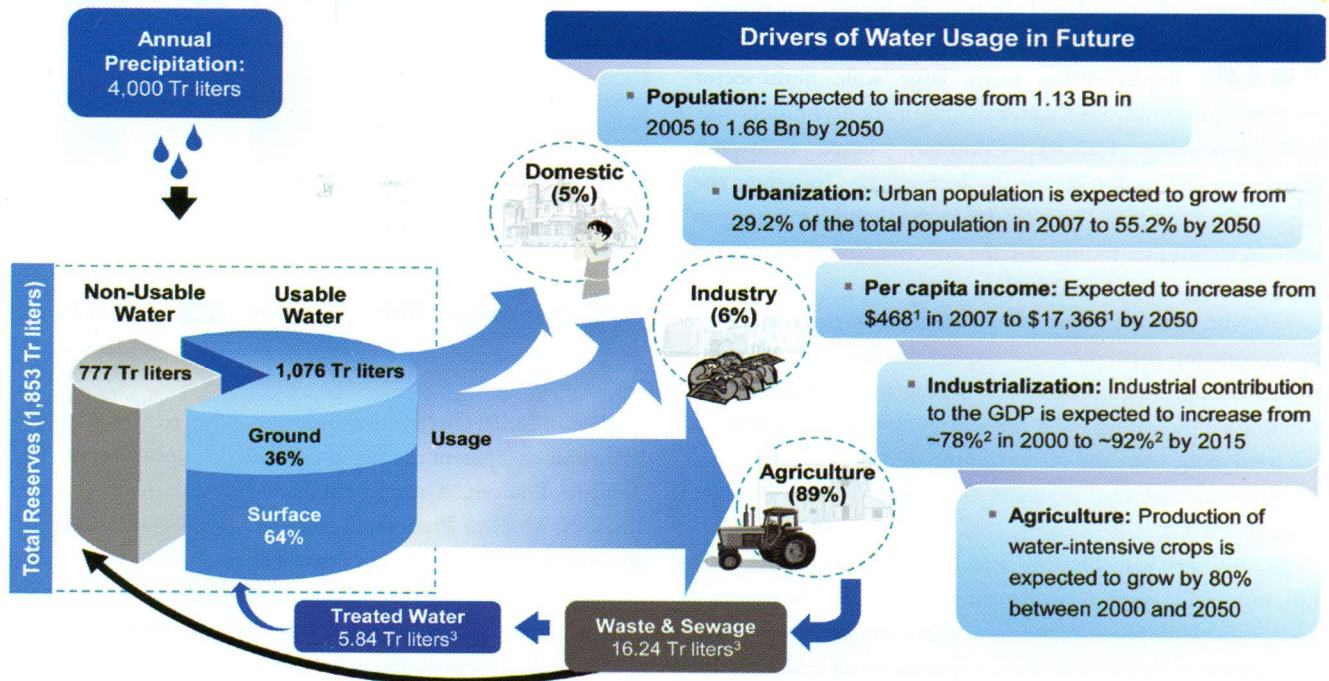 Annual
Precipitation:
4,000 Tr liters
Drivers of Water Usage in Future
▪ Population: Expected to increase from 1.13 Bn in
2005 to 1.66 Bn by 2050
▪ Urbanization: Urban population is expected to grow from
29.2% of the total population in 2007 to 55.2% by 2050
▪ Per capita income: Expected to increase from
$468¹ in 2007 to $17,366¹ by 2050
▪ Industrialization: Industrial contribution
to the GDP is expected to increase from
~78%² in 2000 to ~92%² by 2015
▪ Agriculture: Production of
water-intensive crops is
expected to grow by 80%
between 2000 and 2050
Domestic
(5%)
Industry
(6%)
Agriculture
(89%)
Total Reserves (1,853 Tr liters)
Non-Usable
Water
Usable
Water
777 Tr liters
1,076 Tr liters
Ground
36%
Surface
64%
Usage
Treated Water
5.84 Tr liters³
Waste & Sewage
16.24 Tr liters³